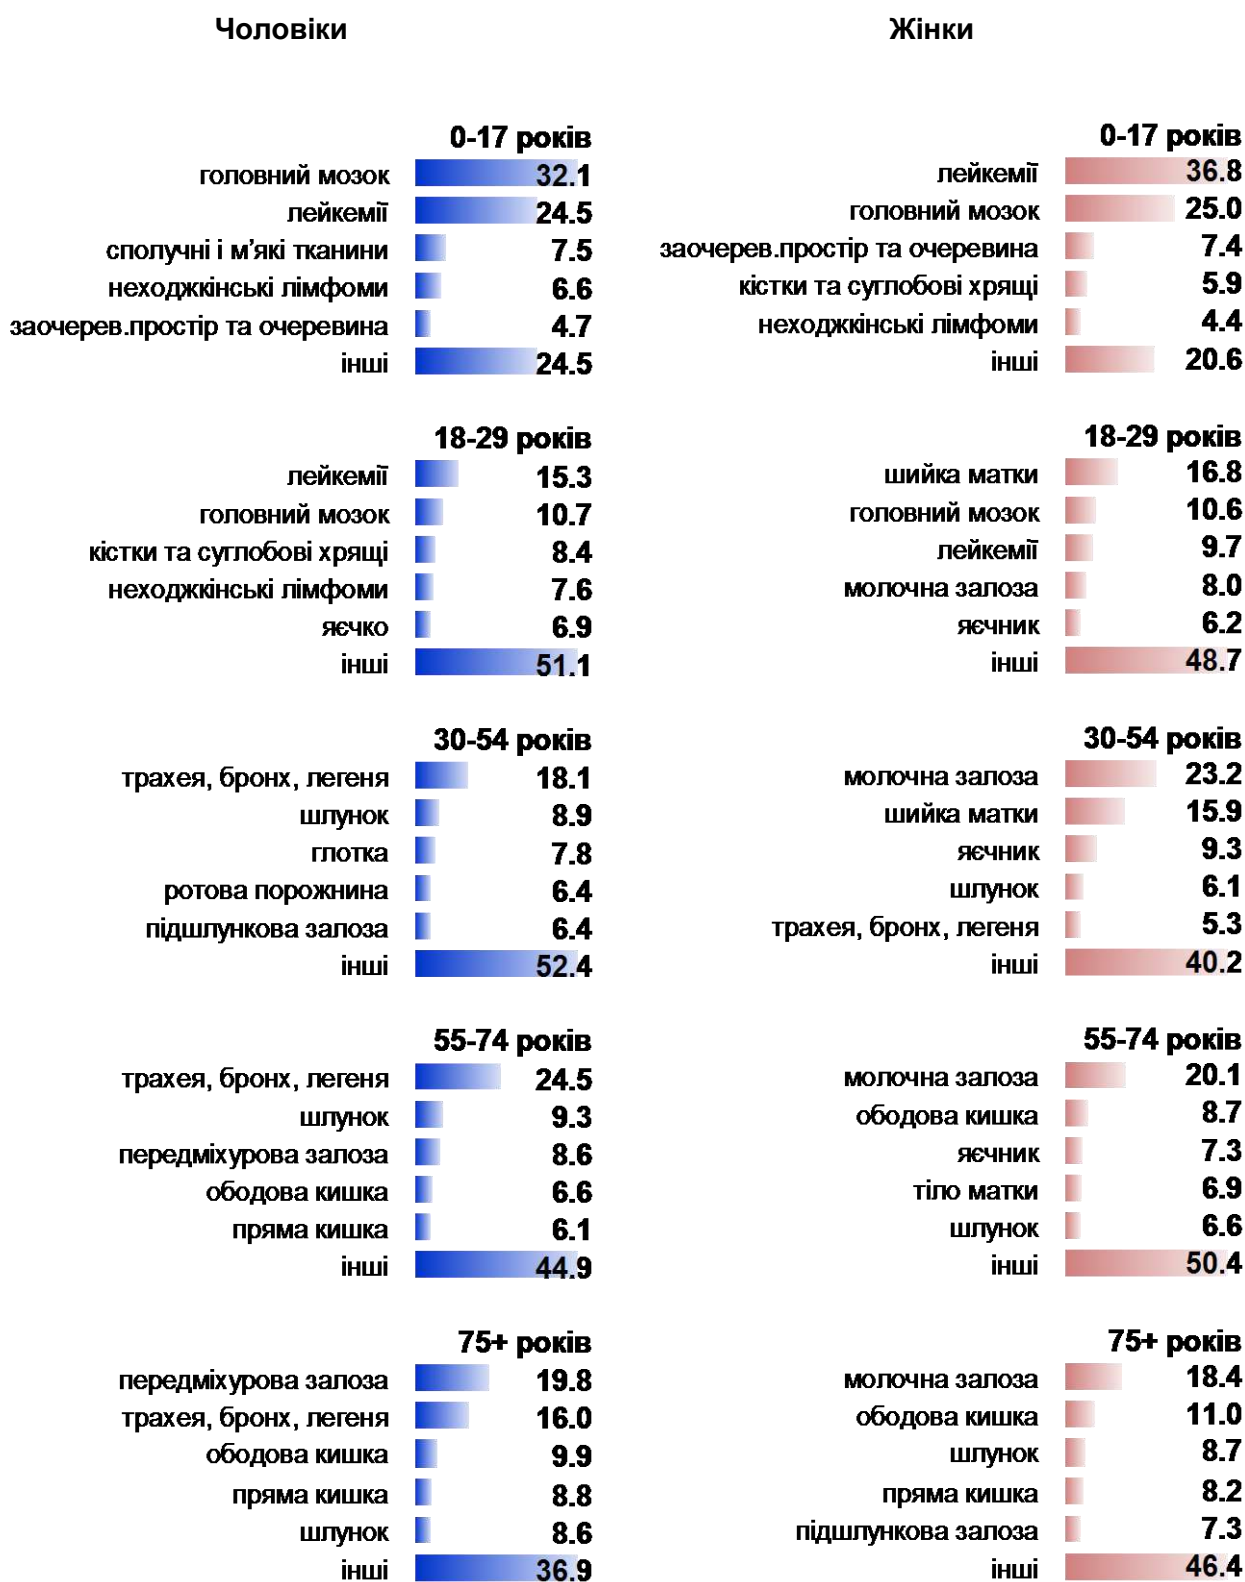 Чоловіки
0-17 років
головний мозок 32.1
лейкемії 24.5
сполучні і м'які тканини 7.5
неходжкінські лімфоми 6.6
заочерев.простір та очеревина 4.7
інші 24.5
18-29 років
лейкемії 15.3
головний мозок 10.7
кістки та суглобові хрящі 8.4
неходжкінські лімфоми 7.6
яєчко 6.9
інші 51.1
30-54 років
трахея, бронх, легеня 18.1
шлунок 8.9
глотка 7.8
ротова порожнина 6.4
підшлункова залоза 6.4
інші 52.4
55-74 років
трахея, бронх, легеня 24.5
шлунок 9.3
передміхурова залоза 8.6
ободова кишка 6.6
пряма кишка 6.1
інші 44.9
75+ років
передміхурова залоза 19.8
трахея, бронх, легеня 16.0
ободова кишка 9.9
пряма кишка 8.8
шлунок 8.6
інші 36.9
Жінки
0-17 років
лейкемії 36.8
головний мозок 25.0
заочерев.простір та очеревина 7.4
кістки та суглобові хрящі 5.9
неходжкінські лімфоми 4.4
інші 20.6
18-29 років
шийка матки 16.8
головний мозок 10.6
лейкемії 9.7
молочна залоза 8.0
яєчник 6.2
інші 48.7
30-54 років
молочна залоза 23.2
шийка матки 15.9
яєчник 9.3
шлунок 6.1
трахея, бронх, легеня 5.3
інші 40.2
55-74 років
молочна залоза 20.1
ободова кишка 8.7
яєчник 7.3
тіло матки 6.9
шлунок 6.6
інші 50.4
75+ років
молочна залоза 18.4
ободова кишка 11.0
шлунок 8.7
пряма кишка 8.2
підшлункова залоза 7.3
інші 46.4